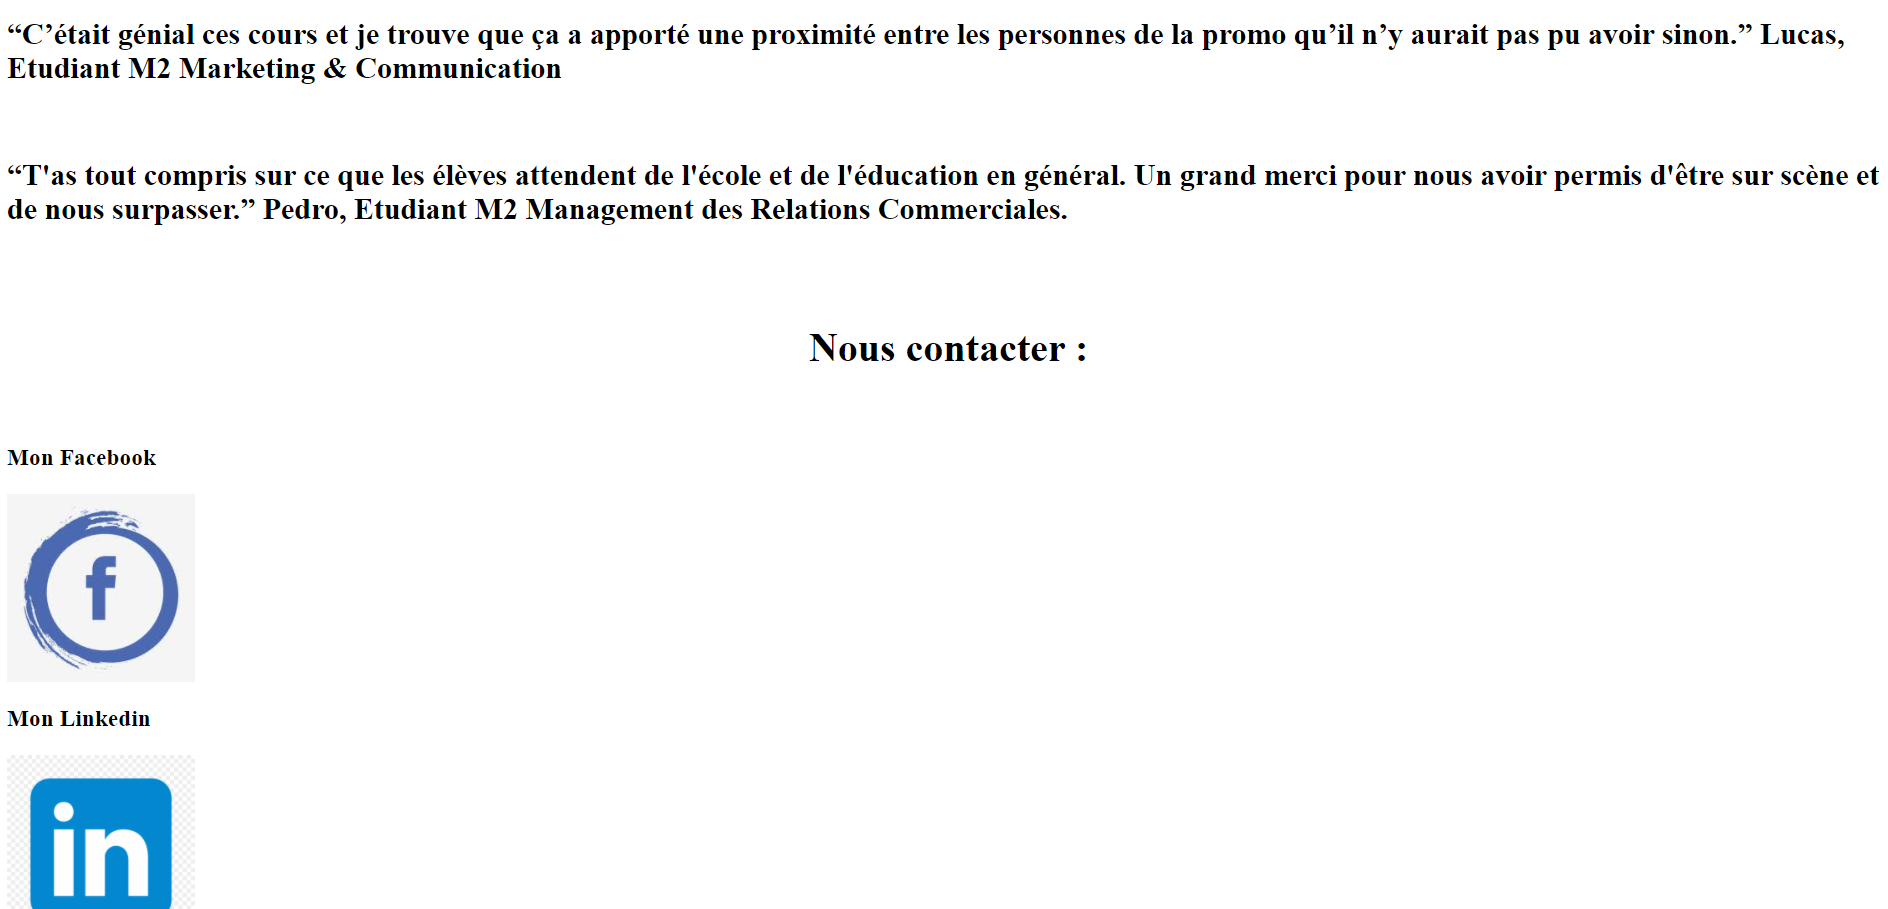 “C’était génial ces cours et je trouve que ça a apporté une proximité entre les personnes de la promo qu’il n’y aurait pas pu avoir sinon.” Lucas,
Etudiant M2 Marketing & Communication
“T'as tout compris sur ce que les élèves attendent de l'école et de l'éducation en général. Un grand merci pour nous avoir permis d'être sur scène et
de nous surpasser.” Pedro, Etudiant M2 Management des Relations Commerciales.
Nous contacter :
Mon Facebook
f
Mon Linkedin
in